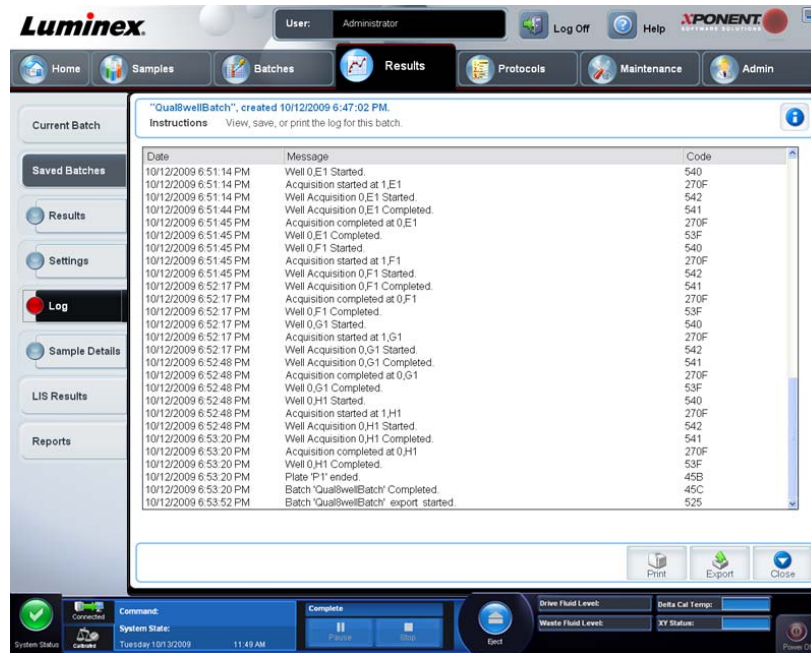 Luminex.
User: Administrator
Log Off
Help
XPONENT.
SOFTWARE SOLUTIONS
Home
Samples
Batches
Results
Protocols
Maintenance
Admin
Current Batch
Saved Batches
Results
Settings
Log
Sample Details
LIS Results
Reports
"Qual8wellBatch", created 10/12/2009 6:47:02 PM.
Instructions View, save, or print the log for this batch.
Date Message Code
10/12/2009 6:51:14 PM Well 0,E1 Started. 540
10/12/2009 6:51:14 PM Acquisition started at 1,E1 270F
10/12/2009 6:51:14 PM Well Acquisition 0,E1 Started. 542
10/12/2009 6:51:44 PM Well Acquisition 0,E1 Completed. 541
10/12/2009 6:51:45 PM Acquisition completed at 0,E1 270F
10/12/2009 6:51:45 PM Well 0,E1 Completed. 53F
10/12/2009 6:51:45 PM Well 0,F1 Started. 540
10/12/2009 6:51:45 PM Acquisition started at 1,F1 270F
10/12/2009 6:51:45 PM Well Acquisition 0,F1 Started. 542
10/12/2009 6:52:17 PM Well Acquisition 0,F1 Completed. 541
10/12/2009 6:52:17 PM Acquisition completed at 0,F1 270F
10/12/2009 6:52:17 PM Well 0,F1 Completed. 53F
10/12/2009 6:52:17 PM Well 0,G1 Started. 540
10/12/2009 6:52:17 PM Acquisition started at 1,G1 270F
10/12/2009 6:52:17 PM Well Acquisition 0,G1 Started. 542
10/12/2009 6:52:48 PM Well Acquisition 0,G1 Completed. 541
10/12/2009 6:52:48 PM Acquisition completed at 0,G1 270F
10/12/2009 6:52:48 PM Well 0,G1 Completed. 53F
10/12/2009 6:52:48 PM Well 0,H1 Started. 540
10/12/2009 6:52:48 PM Acquisition started at 1,H1 270F
10/12/2009 6:52:48 PM Well Acquisition 0,H1 Started. 542
10/12/2009 6:53:20 PM Well Acquisition 0,H1 Completed. 541
10/12/2009 6:53:20 PM Acquisition completed at 0,H1 270F
10/12/2009 6:53:20 PM Well 0,H1 Completed. 53F
10/12/2009 6:53:20 PM Plate 'P1' ended. 45B
10/12/2009 6:53:20 PM Batch 'Qual8wellBatch' Completed. 45C
10/12/2009 6:53:52 PM Batch 'Qual8wellBatch' export started. 525
Print
Export
Close
System Status
Connected
Calibrated
Command:
System State:
Tuesday 10/13/2009 11:49 AM
Complete
Pause
Stop
Eject
Drive Fluid Level:
Waste Fluid Level:
Delta Cal Temp:
XY Status: